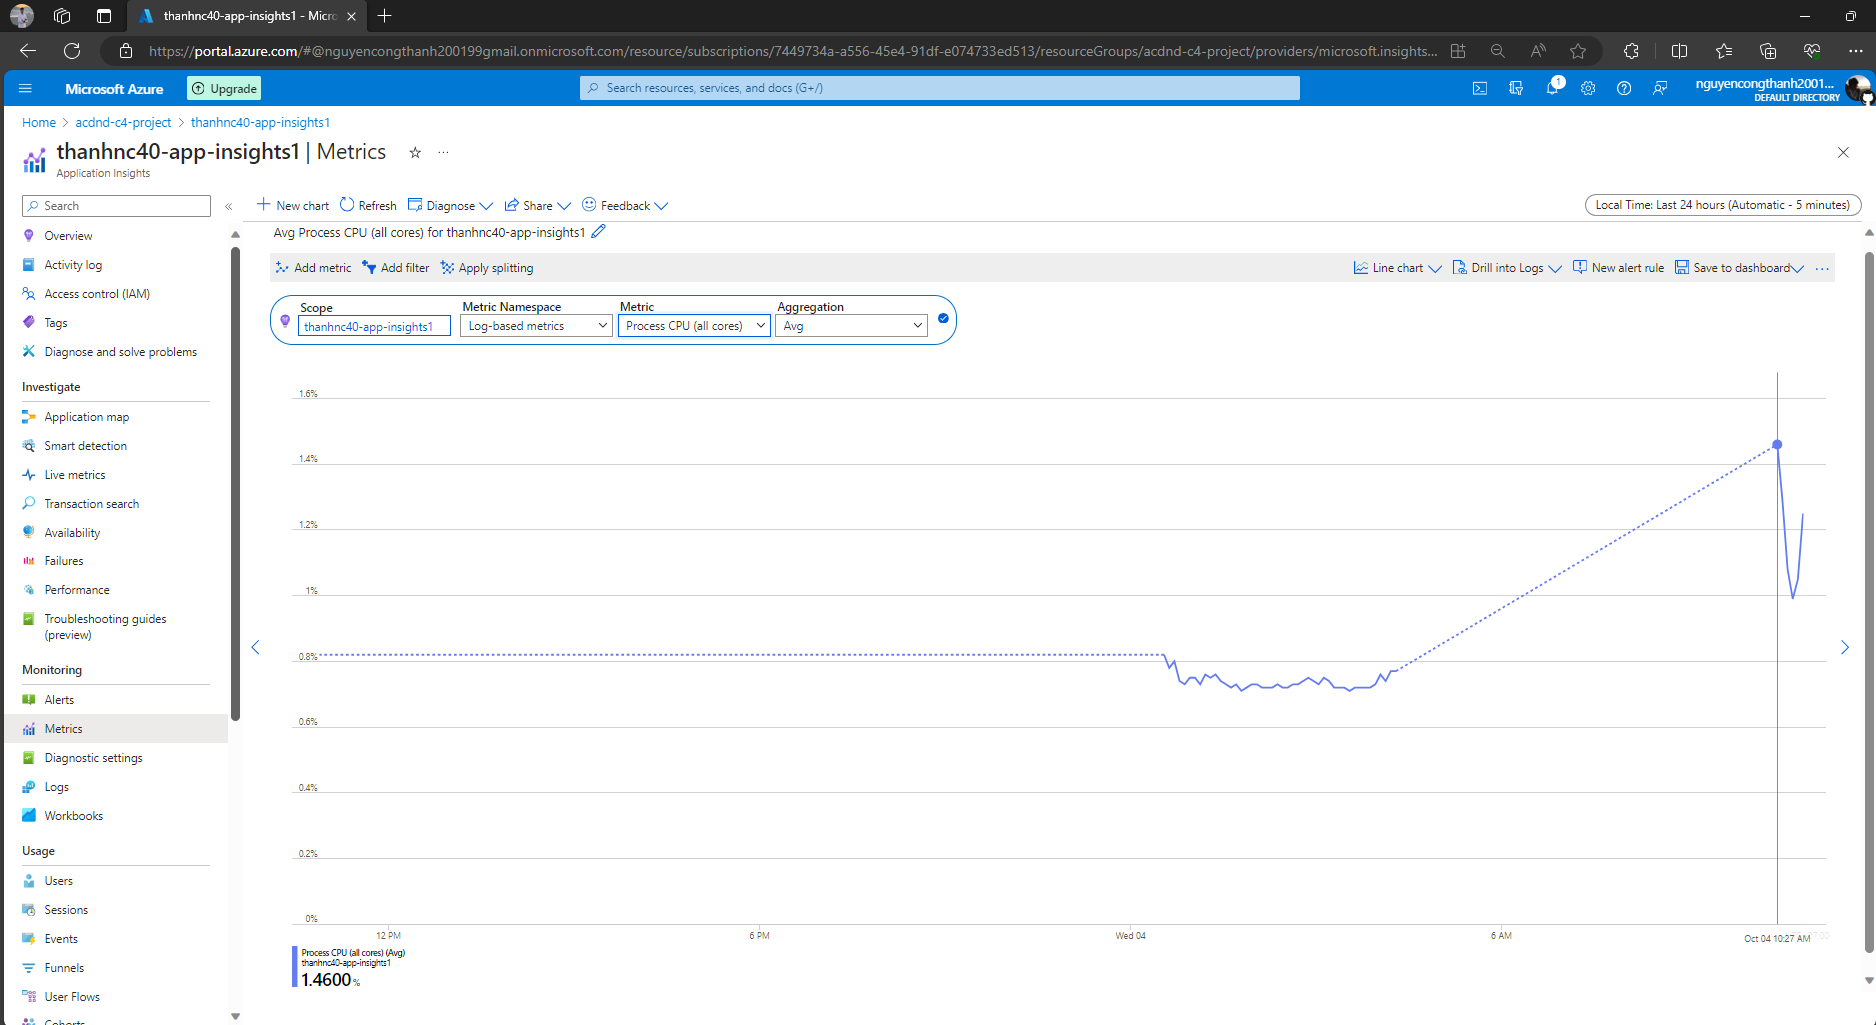 thanhnc40-app-insights1 - Micro
https://portal.azure.com/#@nguyencongthanh200199gmail.onmicrosoft.com/resource/subscriptions/7449734a-a556-45e4-91df-e074733ed513/resourceGroups/acdnd-c4-project/providers/microsoft.insights...
Microsoft Azure
Upgrade
Search resources, services, and docs (G+/)
1
nguyencongthanh2001...
DEFAULT DIRECTORY
Home > acdnd-c4-project > thanhnc40-app-insights1
thanhnc40-app-insights1 | Metrics
Application Insights
Search
New chart
Refresh
Diagnose
Share
Feedback
Local Time: Last 24 hours (Automatic - 5 minutes)
Overview
Activity log
Access control (IAM)
Tags
Diagnose and solve problems
Investigate
Application map
Smart detection
Live metrics
Transaction search
Availability
Failures
Performance
Troubleshooting guides
(preview)
Monitoring
Alerts
Metrics
Diagnostic settings
Logs
Workbooks
Usage
Users
Sessions
Events
Funnels
User Flows
Cohorts
Avg Process CPU (all cores) for thanhnc40-app-insights1
Add metric
Add filter
Apply splitting
Line chart
Drill into Logs
New alert rule
Save to dashboard
Scope
thanhnc40-app-insights1
Metric Namespace
Log-based metrics
Metric
Process CPU (all cores)
Aggregation
Avg
1.6%
1.4%
1.2%
1%
0.8%
0.6%
0.4%
0.2%
0%
12 PM
6 PM
Wed 04
6 AM
Oct 04 10:27 AM
Process CPU (all cores) (Avg)
thanhnc40-app-insights1
1.4600 %